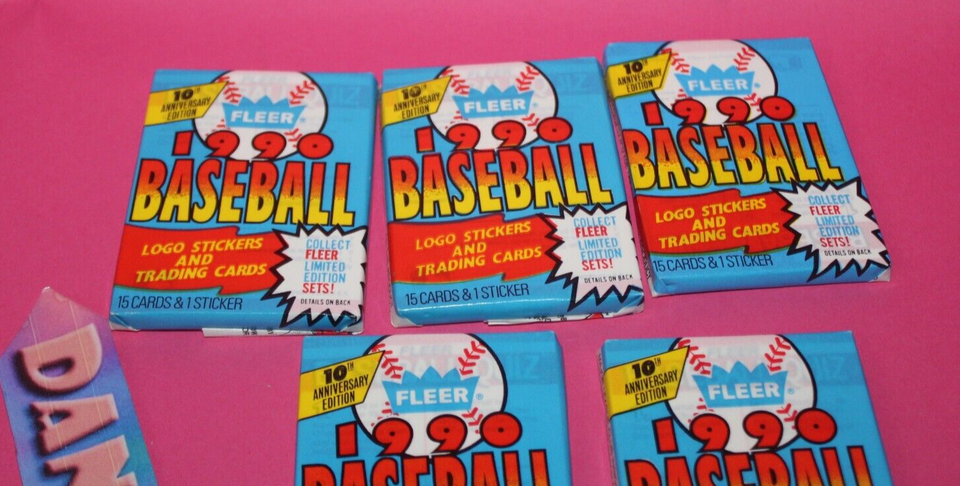 10TH
ANNIVERSARY
EDITION
FLEER
1990
BASEBALL
LOGO STICKERS
AND
TRADING CARDS
COLLECT
FLEER
LIMITED
EDITION
SETS!
DETAILS ON BACK
15 CARDS & 1 STICKER
10TH
ANNIVERSARY
EDITION
FLEER
1990
BASEBALL
LOGO STICKERS
AND
TRADING CARDS
COLLECT
FLEER
LIMITED
EDITION
SETS!
DETAILS ON BACK
15 CARDS & 1 STICKER
10TH
ANNIVERSARY
EDITION
FLEER
1990
BASEBALL
LOGO STICKERS
AND
TRADING CARDS
COLLECT
FLEER
LIMITED
EDITION
SETS!
DETAILS ON BACK
15 CARDS & 1 STICKER
DAN
10TH
ANNIVERSARY
EDITION
FLEER
1990
BASEBALL
10TH
ANNIVERSARY
EDITION
FLEER
1990
BASEBALL